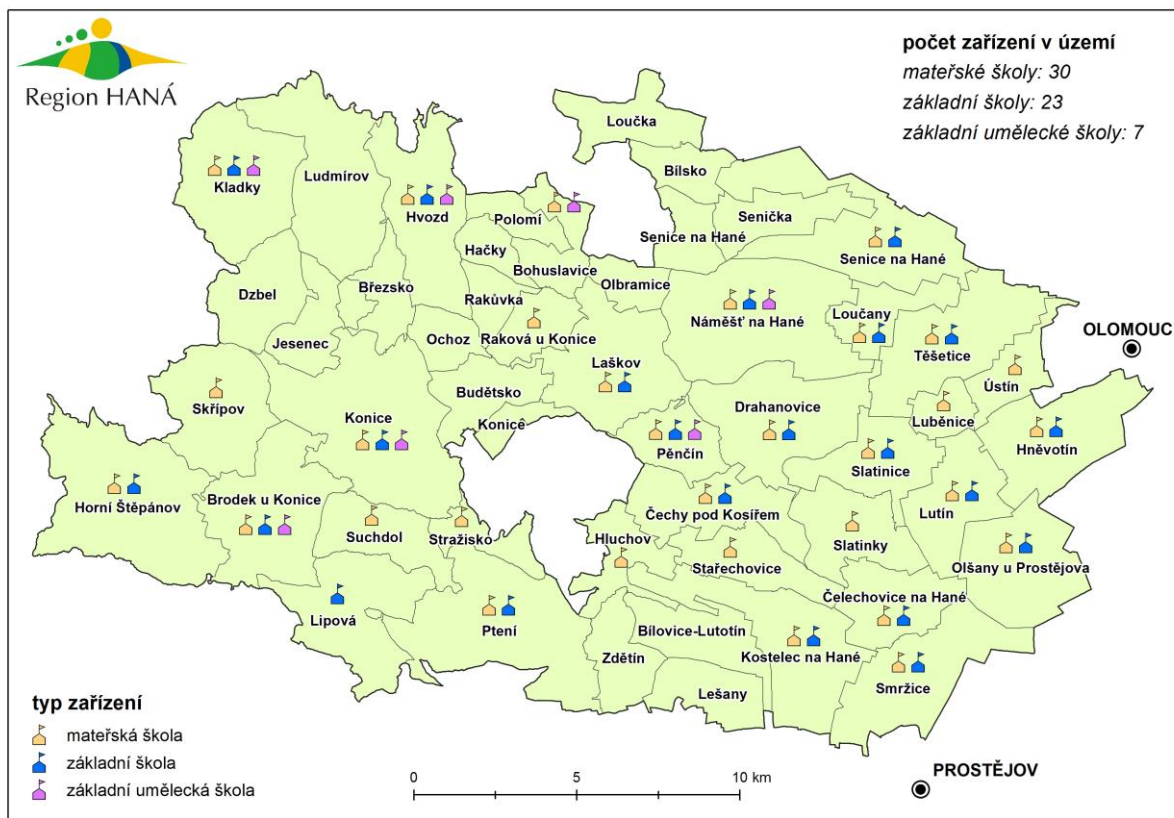 Region HANÁ
počet zařízení v území
mateřské školy: 30
základní školy: 23
základní umělecké školy: 7
Loučka
Bílsko
Kladky
Ludmírov
Hvozd
Polomí
Senička
Senice na Hané
Senice na Hané
Hačky
Bohuslavice
Olbramice
Dzbel
Březsko
Rakůvka
Náměšť na Hané
Loučany
OLOMOUC
Jesenec
Ochoz
Raková u Konice
Laškov
Těšetice
Ústín
Skřípov
Budětsko
Konice
Konice
Drahanovice
Luběnice
Pěnčín
Slatinice
Hněvotín
Horní Štěpánov
Brodek u Konice
Čechy pod Kosířem
Lutín
Suchdol
Stražisko
Hluchov
Slatinky
Stařechovice
Olšany u Prostějova
Čelechovice na Hané
Lipová
Ptení
Bílovice-Lutotín
Zdětín
Kostelec na Hané
Smržice
Lešany
typ zařízení
mateřská škola
základní škola
základní umělecká škola
0 5 10 km
PROSTĚJOV